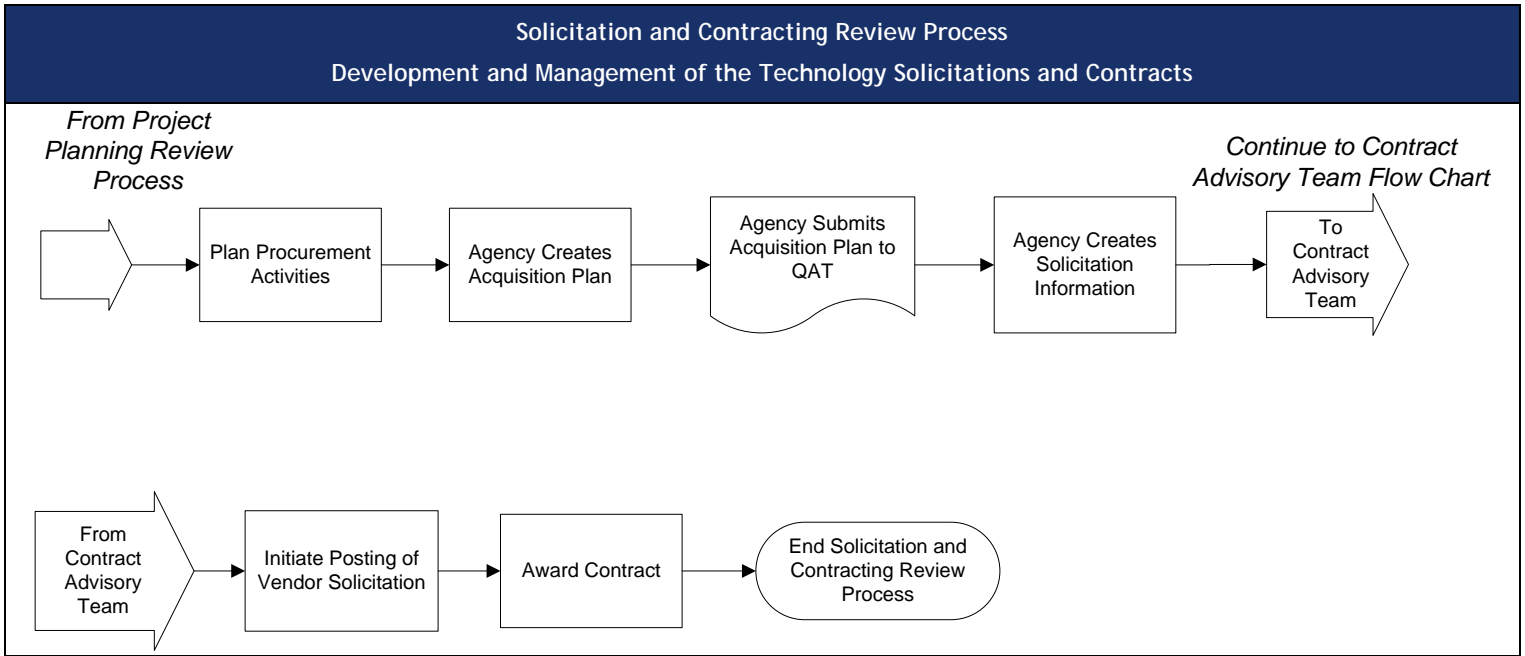 Solicitation and Contracting Review Process
Development and Management of the Technology Solicitations and Contracts
From Project
Planning Review
Process
Continue to Contract
Advisory Team Flow Chart
Plan Procurement
Activities
Agency Creates
Acquisition Plan
Agency Submits
Acquisition Plan to
QAT
Agency Creates
Solicitation
Information
To
Contract
Advisory
Team
From
Contract
Advisory
Team
Initiate Posting of
Vendor Solicitation
Award Contract
End Solicitation and
Contracting Review
Process